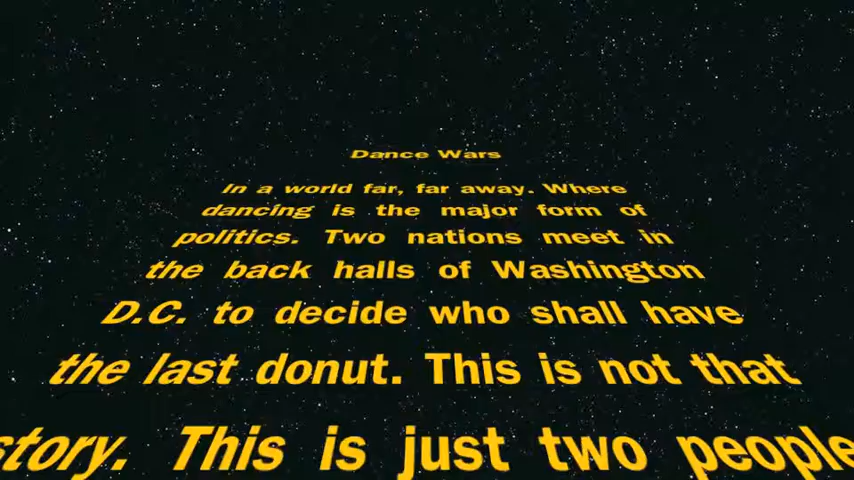 Dance Wars
In a world far, far away. Where
dancing is the major form of
politics. Two nations meet in
the back halls of Washington
D.C. to decide who shall have
the last donut. This is not that
story. This is just two people